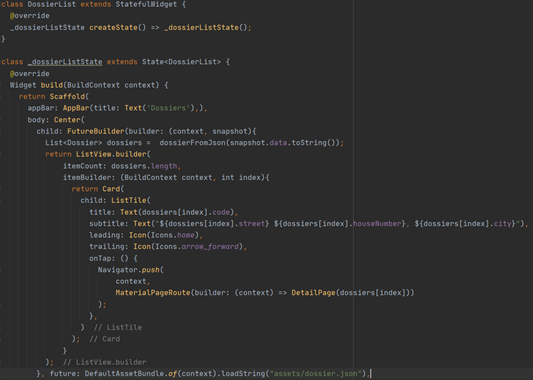 class DossierList extends StatefulWidget {
@override
_dossierListState createState() => _dossierListState();
}
class _dossierListState extends State<DossierList> {
@override
Widget build(BuildContext context) {
return Scaffold(
appBar: AppBar(title: Text('Dossiers'),),
body: Center(
child: FutureBuilder(builder: (context, snapshot){
List<Dossier> dossiers =  dossierFromJson(snapshot.data.toString());
return ListView.builder(
itemCount: dossiers.length,
itemBuilder: (BuildContext context, int index){
return Card(
child: ListTile(
title: Text(dossiers[index].code),
subtitle: Text("${dossiers[index].street} ${dossiers[index].houseNumber}, ${dossiers[index].city}"),
leading: Icon(Icons.home),
trailing: Icon(Icons.arrow_forward),
onTap: () {
Navigator.push(
context,
MaterialPageRoute(builder: (context) => DetailPage(dossiers[index]))
);
},
)  // ListTile
);  // Card
}
);  // ListView.builder
}, future: DefaultAssetBundle.of(context).loadString("assets/dossier.json"),